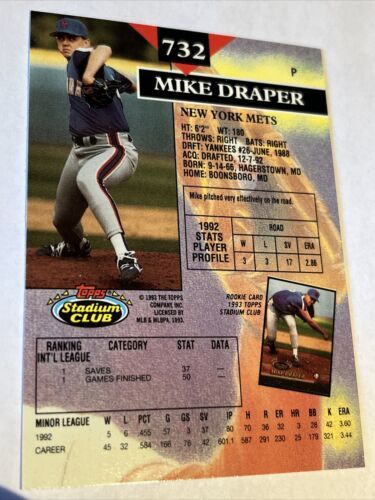 732
P
MIKE DRAPER
NEW YORK METS
HT: 6'2" WT: 180
THROWS: RIGHT BATS: RIGHT
DRFT: YANKEES #26-JUNE, 1988
ACQ: DRAFTED, 12-7-92
BORN: 9-14-66, HAGERSTOWN, MD
HOME: BOONSBORO, MD
Mike pitched very effectively on the road.
1992
STATS
PLAYER
PROFILE
ROAD
W L SV ERA
3 3 17 2.86
Topps
Stadium
CLUB
© 1993 THE TOPPS
COMPANY, INC.
LICENSED BY
MLB & MLBPA, 1993.
ROOKIE CARD
1993 TOPPS
STADIUM CLUB
MIKE DRAPER
RANKING CATEGORY STAT DATA
INT'L LEAGUE
1 SAVES 37 —
1 GAMES FINISHED 50 —
MINOR LEAGUE W L PCT G GS SV IP H R ER HR BB K ERA
1992 5 6 455 57 3 37 80 70 36 32 3 28 42 3.60
CAREER 45 32 584 166 76 42 601.1 587 291 25 179 321 3.44